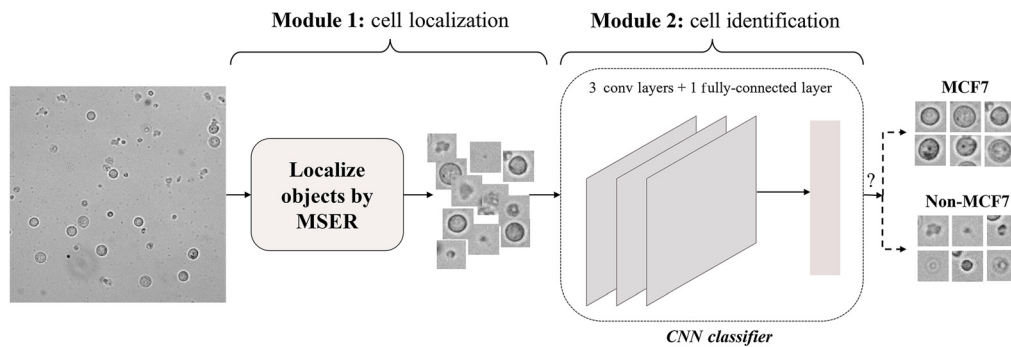 Module 1: cell localization
Module 2: cell identification
Localize
objects by
MSER
3 conv layers + 1 fully-connected layer
CNN classifier
?
MCF7
Non-MCF7